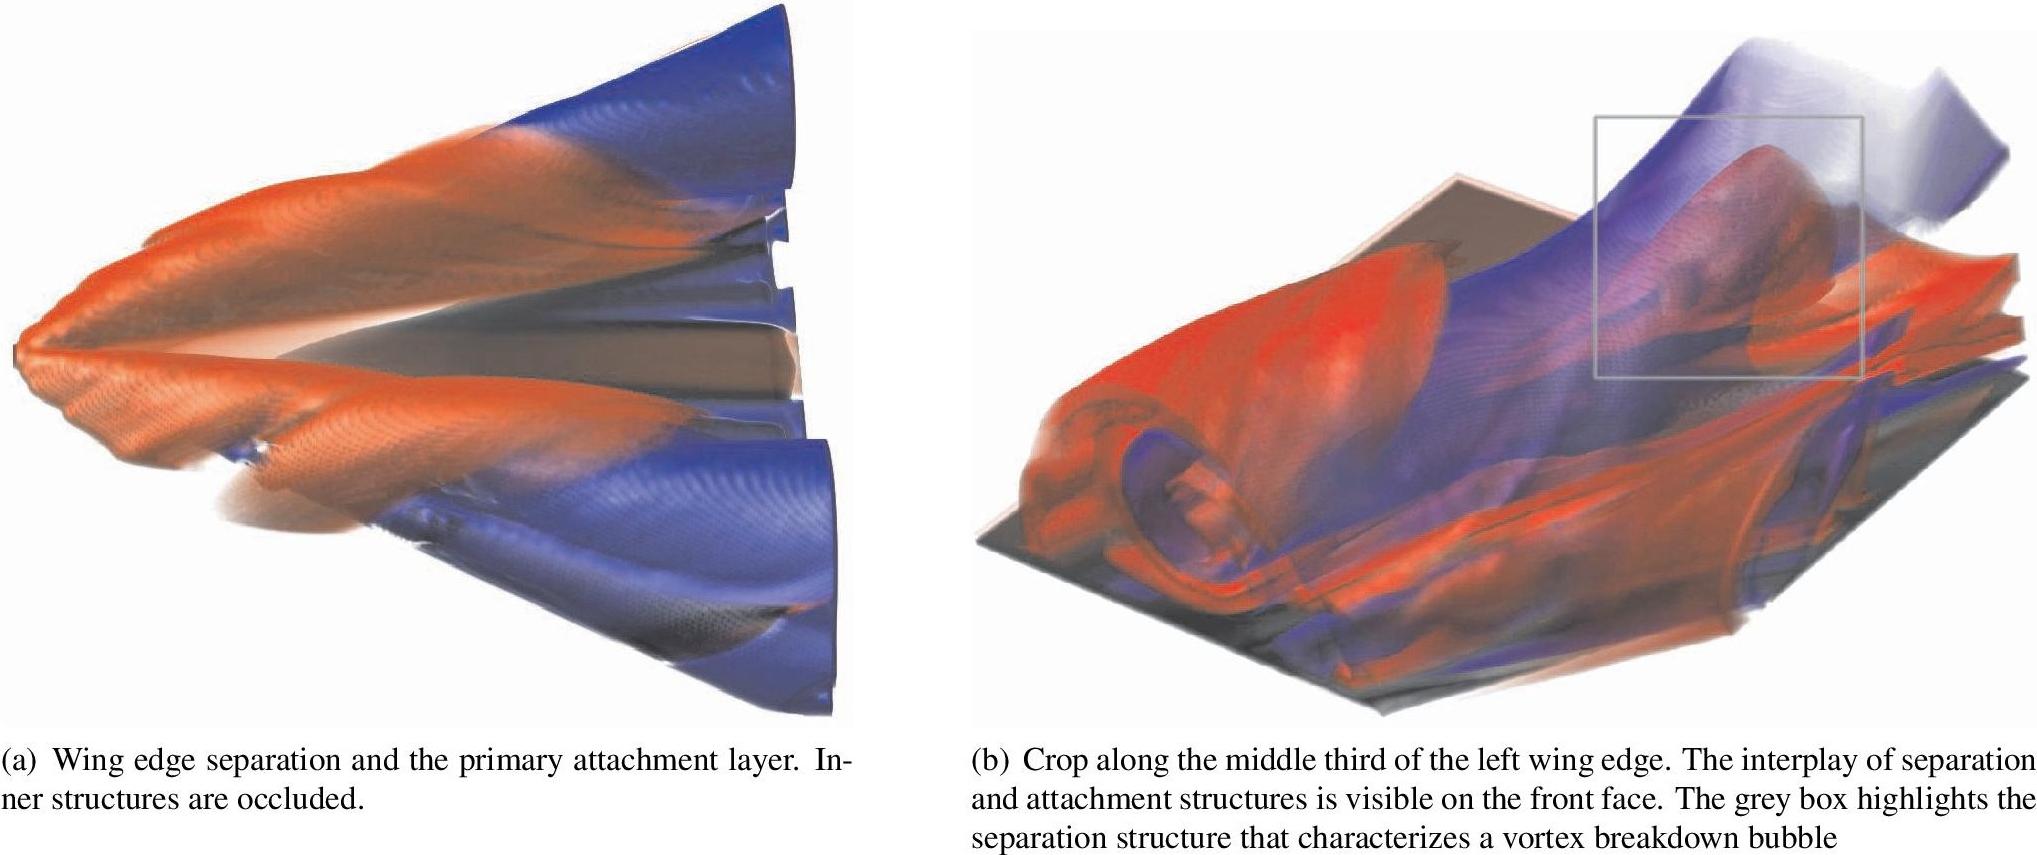 (a) Wing edge separation and the primary attachment layer. In-
ner structures are occluded.
(b) Crop along the middle third of the left wing edge. The interplay of separation
and attachment structures is visible on the front face. The grey box highlights the
separation structure that characterizes a vortex breakdown bubble